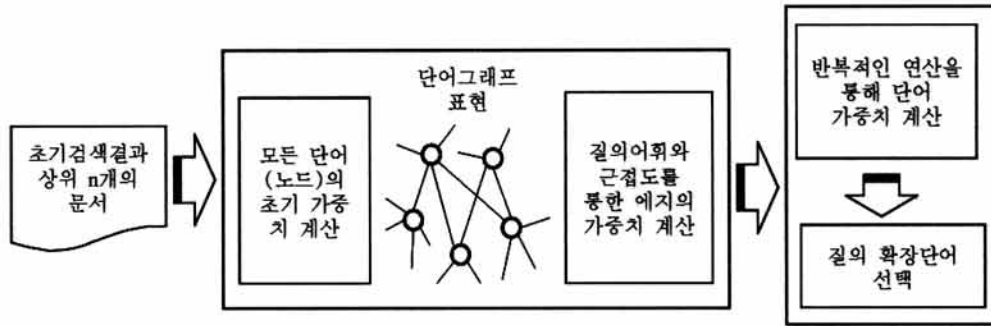 초기검색결과
상위 n개의
문서
단어그래프
표현
모든 단어
(노드)의
초기 가중
치 계산
질의어휘와
근접도를
통한 에지의
가중치 계산
반복적인 연산을
통해 단어
가중치 계산
질의 확장단어
선택